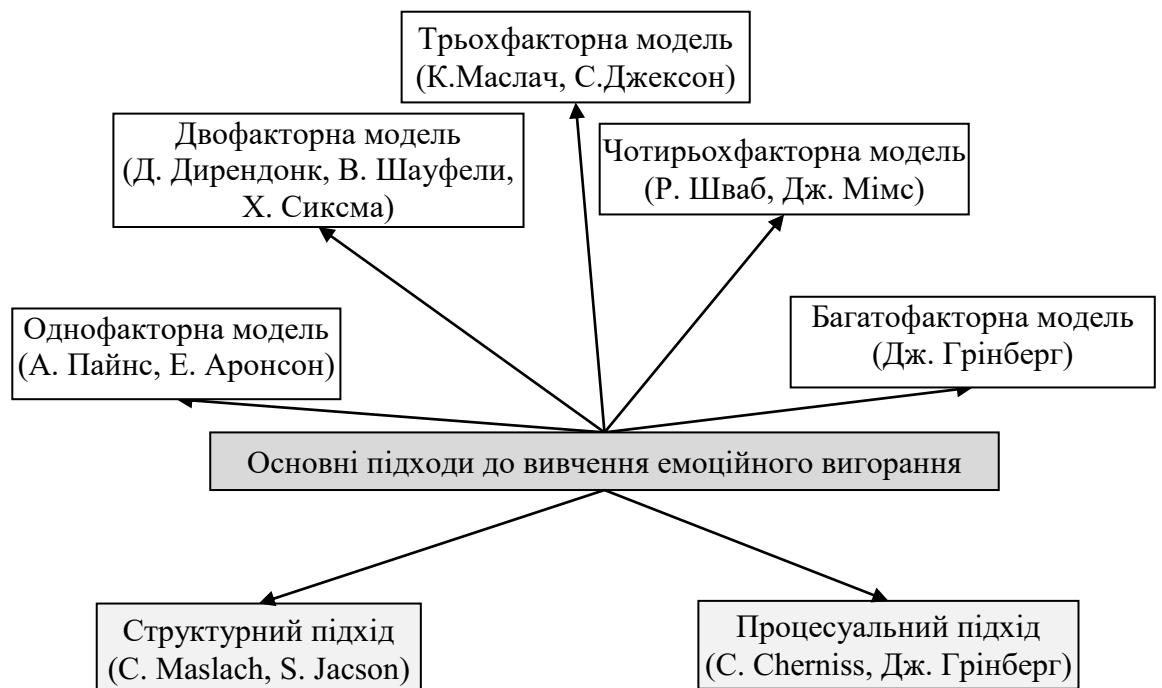 Трьохфакторна модель
(К.Маслач, С.Джексон)
Двофакторна модель
(Д. Дирендонк, В. Шауфели,
Х. Сиксма)
Чотирьохфакторна модель
(Р. Шваб, Дж. Мімс)
Однофакторна модель
(А. Пайнс, Е. Аронсон)
Багатофакторна модель
(Дж. Грінберг)
Основні підходи до вивчення емоційного вигорання
Структурний підхід
(С. Maslach, S. Jacson)
Процесуальний підхід
(С. Cherniss, Дж. Грінберг)